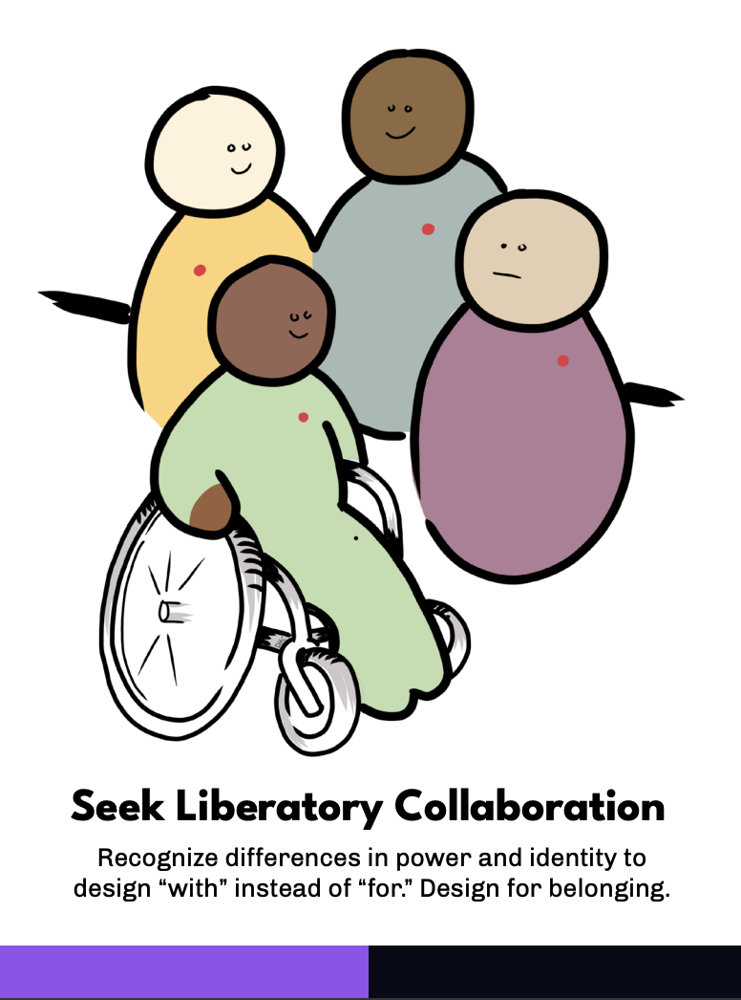 Seek Liberatory Collaboration
Recognize differences in power and identity to
design “with” instead of “for.” Design for belonging.